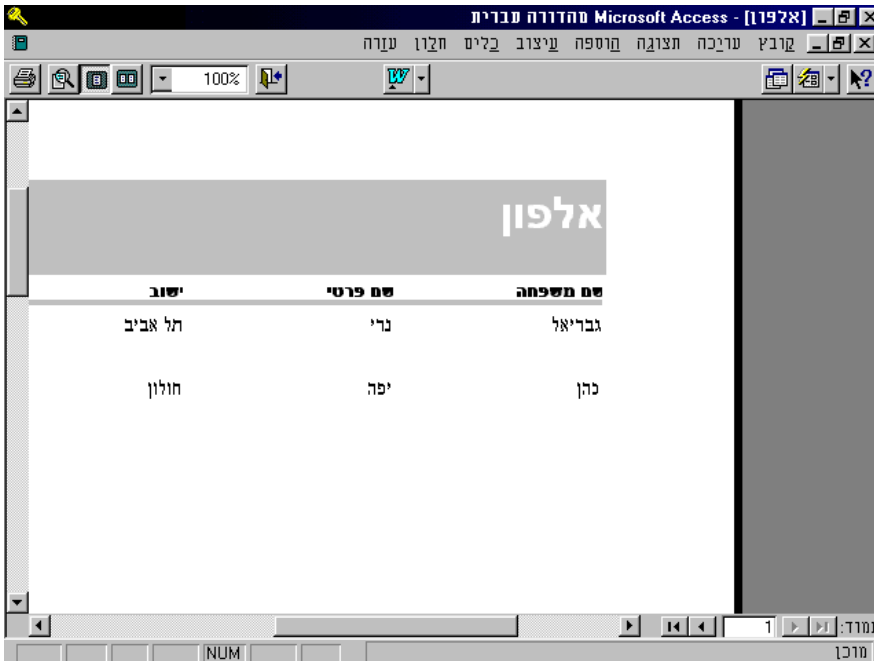 Microsoft Access - [אלפון] מהדורה עברית
קובץ עריכה תצוגה הוספה עיצוב כלים חלון עזרה
100%
אלפון
שם משפחה שם פרטי ישוב
גבריאל נרי תל אביב
כהן יפה חולון
עמוד: 1
מוכן NUM